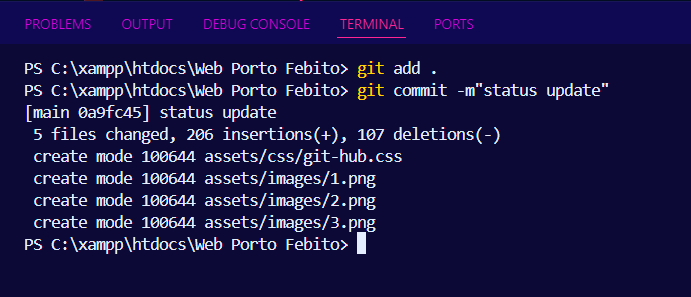 PROBLEMS OUTPUT DEBUG CONSOLE TERMINAL PORTS
PS C:\xampp\htdocs\Web Porto Febito> git add .
PS C:\xampp\htdocs\Web Porto Febito> git commit -m"status update"
[main 0a9fc45] status update
 5 files changed, 206 insertions(+), 107 deletions(-)
 create mode 100644 assets/css/git-hub.css
 create mode 100644 assets/images/1.png
 create mode 100644 assets/images/2.png
 create mode 100644 assets/images/3.png
PS C:\xampp\htdocs\Web Porto Febito>